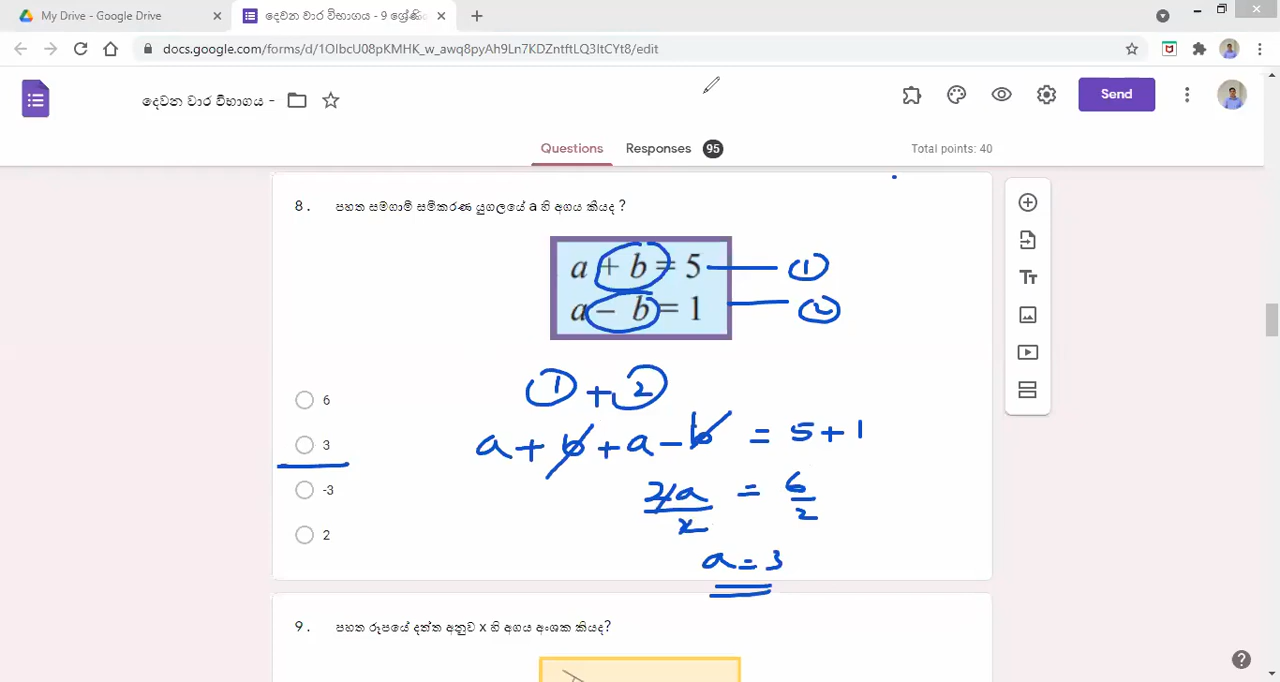 My Drive - Google Drive
දෙවන වාර විභාගය - 9 ශ්‍රේණි
docs.google.com/forms/d/1OlbcU08pKMHK_w_awq8pyAh9Ln7KDZntftLQ3ltCYt8/edit
දෙවන වාර විභාගය -
Send
Questions
Responses 95
Total points: 40
8. පහත සමගාමී සමීකරණ යුගලයේ a හි අගය කියද ?
a + b = 5 — 1
a − b = 1 — 2
6
3
-3
2
1 + 2
a + b + a − b = 5 + 1
2a/2 = 6/2
a = 3
9. පහත රූපයේ දත්ත අනුව x හි අගය අංශක කියද?